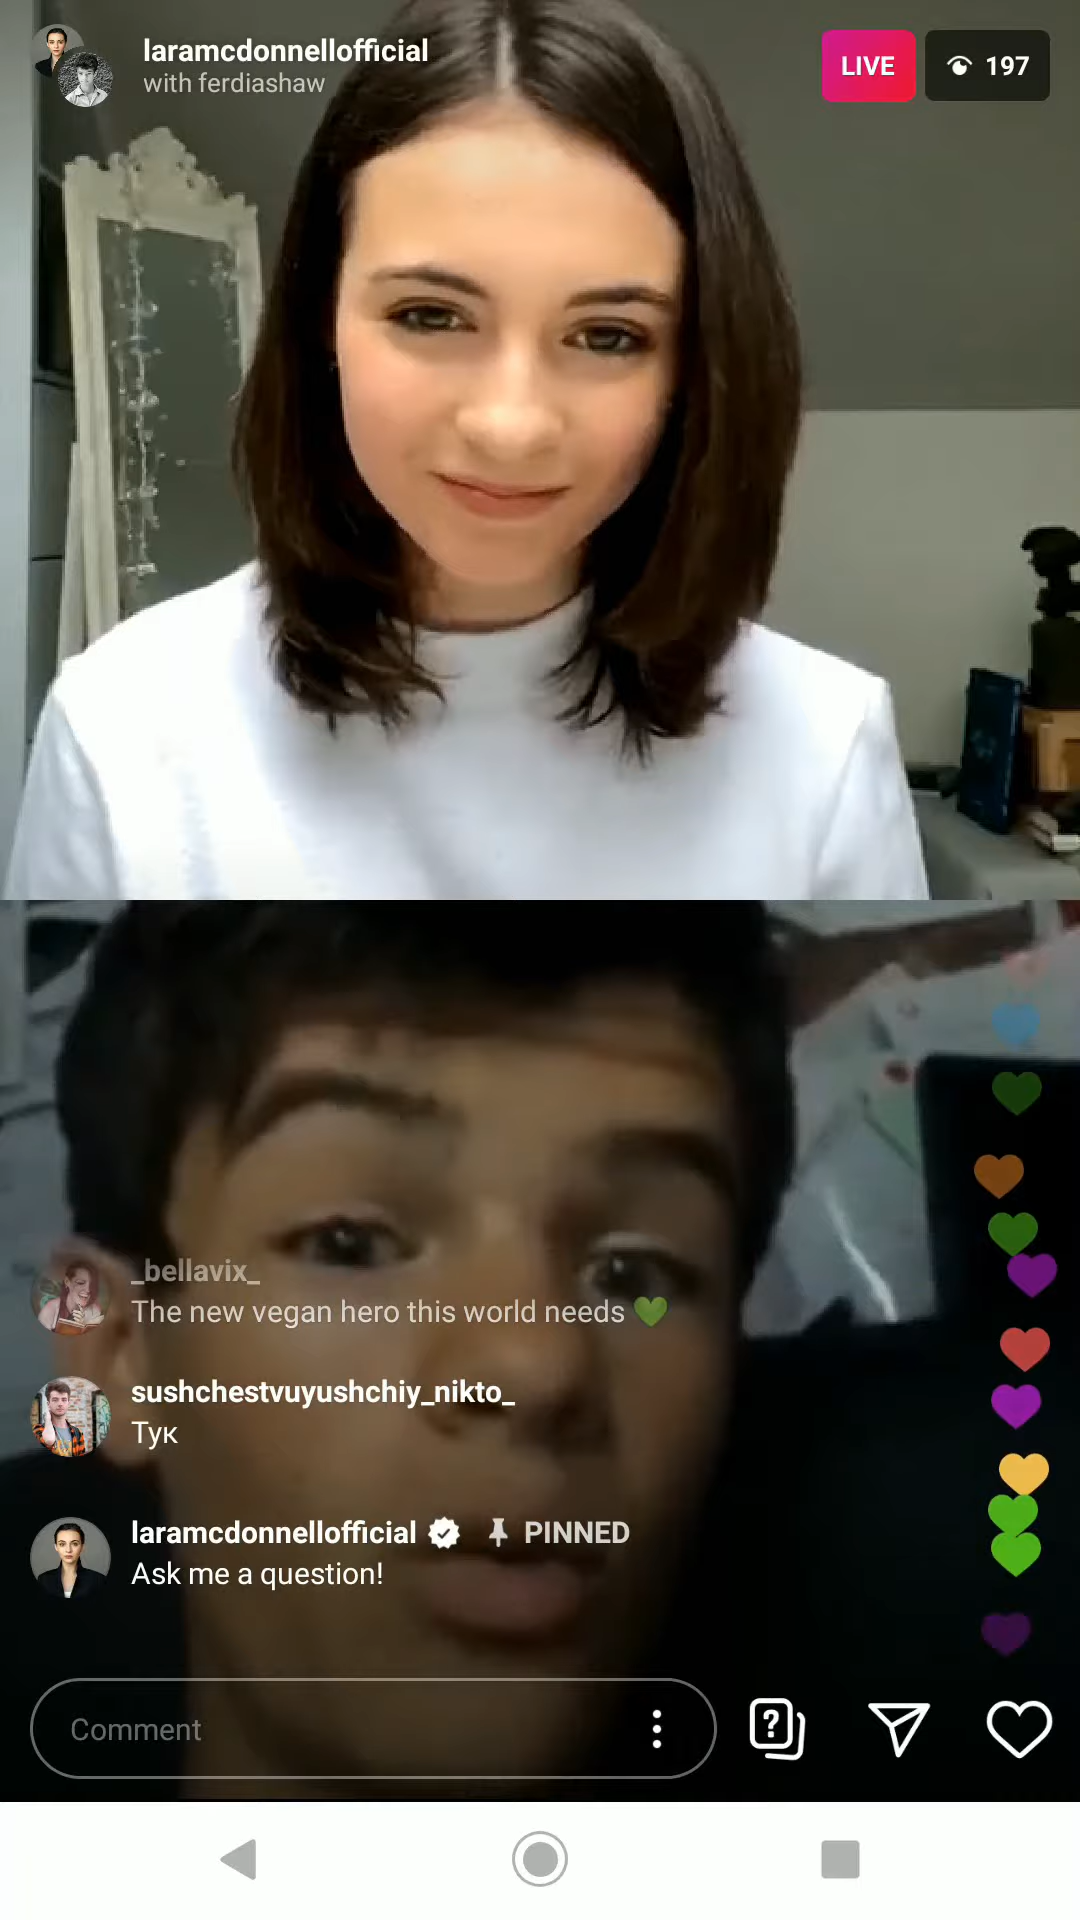 laramcdonnellofficial
with ferdiashaw
LIVE
197
_bellavix_
The new vegan hero this world needs 💚
sushchestvuyushchiy_nikto_
Тук
laramcdonnellofficial PINNED
Ask me a question!
Comment